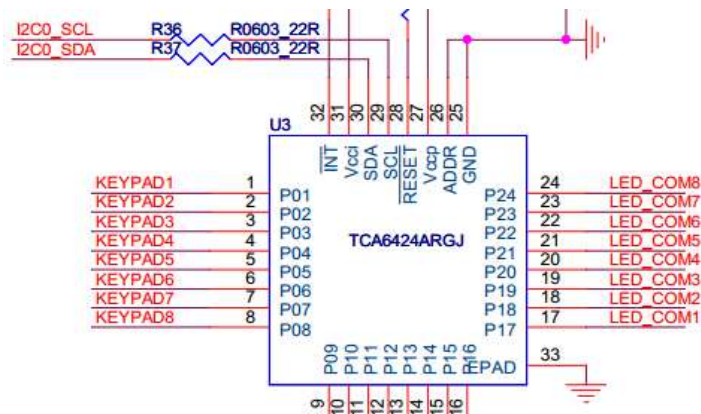 I2C0_SCL R36 R0603_22R
I2C0_SDA R37 R0603_22R
32 31 30 29 28 27 26 25
U3
INT Vcci SDA SCL RESET Vccp ADDR GND
KEYPAD1 1 P01 P24 24 LED_COM8
KEYPAD2 2 P02 P23 23 LED_COM7
KEYPAD3 3 P03 P22 22 LED_COM6
KEYPAD4 4 P04 TCA6424ARGJ P21 21 LED_COM5
KEYPAD5 5 P05 P20 20 LED_COM4
KEYPAD6 6 P06 P19 19 LED_COM3
KEYPAD7 7 P07 P18 18 LED_COM2
KEYPAD8 8 P08 P17 17 LED_COM1
P09 P10 P11 P12 P13 P14 P15 P16 EPAD 33
9 10 11 12 13 14 15 16